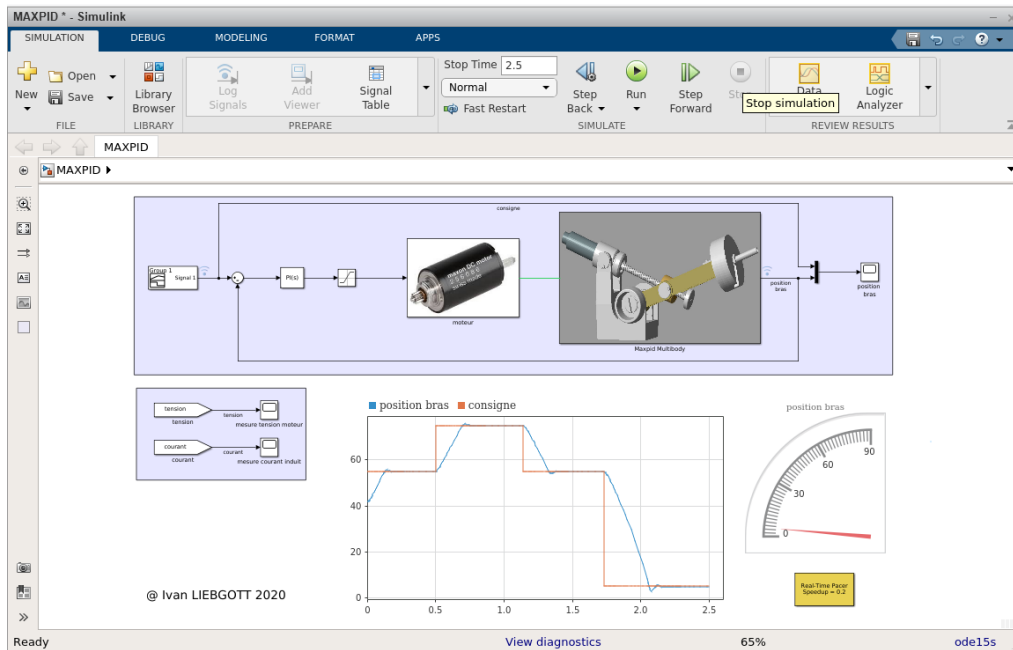 MAXPID * - Simulink
SIMULATION DEBUG MODELING FORMAT APPS
New
Open
Save
FILE
Library
Browser
LIBRARY
Log
Signals
Add
Viewer
Signal
Table
PREPARE
Stop Time 2.5
Normal
Fast Restart
Step
Back
Run
Step
Forward
SIMULATE
Stop simulation
Logic
Analyzer
REVIEW RESULTS
MAXPID
MAXPID
consigne
Group 1
Signal 1
PI(s)
maxon DC motor
moteur
Maxpid Multibody
position
bras
position
bras
tension
tension
tension
mesure tension moteur
courant
courant
courant
mesure courant induit
position bras consigne
60
40
20
0
0 0.5 1.0 1.5 2.0 2.5
position bras
0
30
60
90
Real-Time Pacer
Speedup = 0.2
@ Ivan LIEBGOTT 2020
Ready View diagnostics 65% ode15s